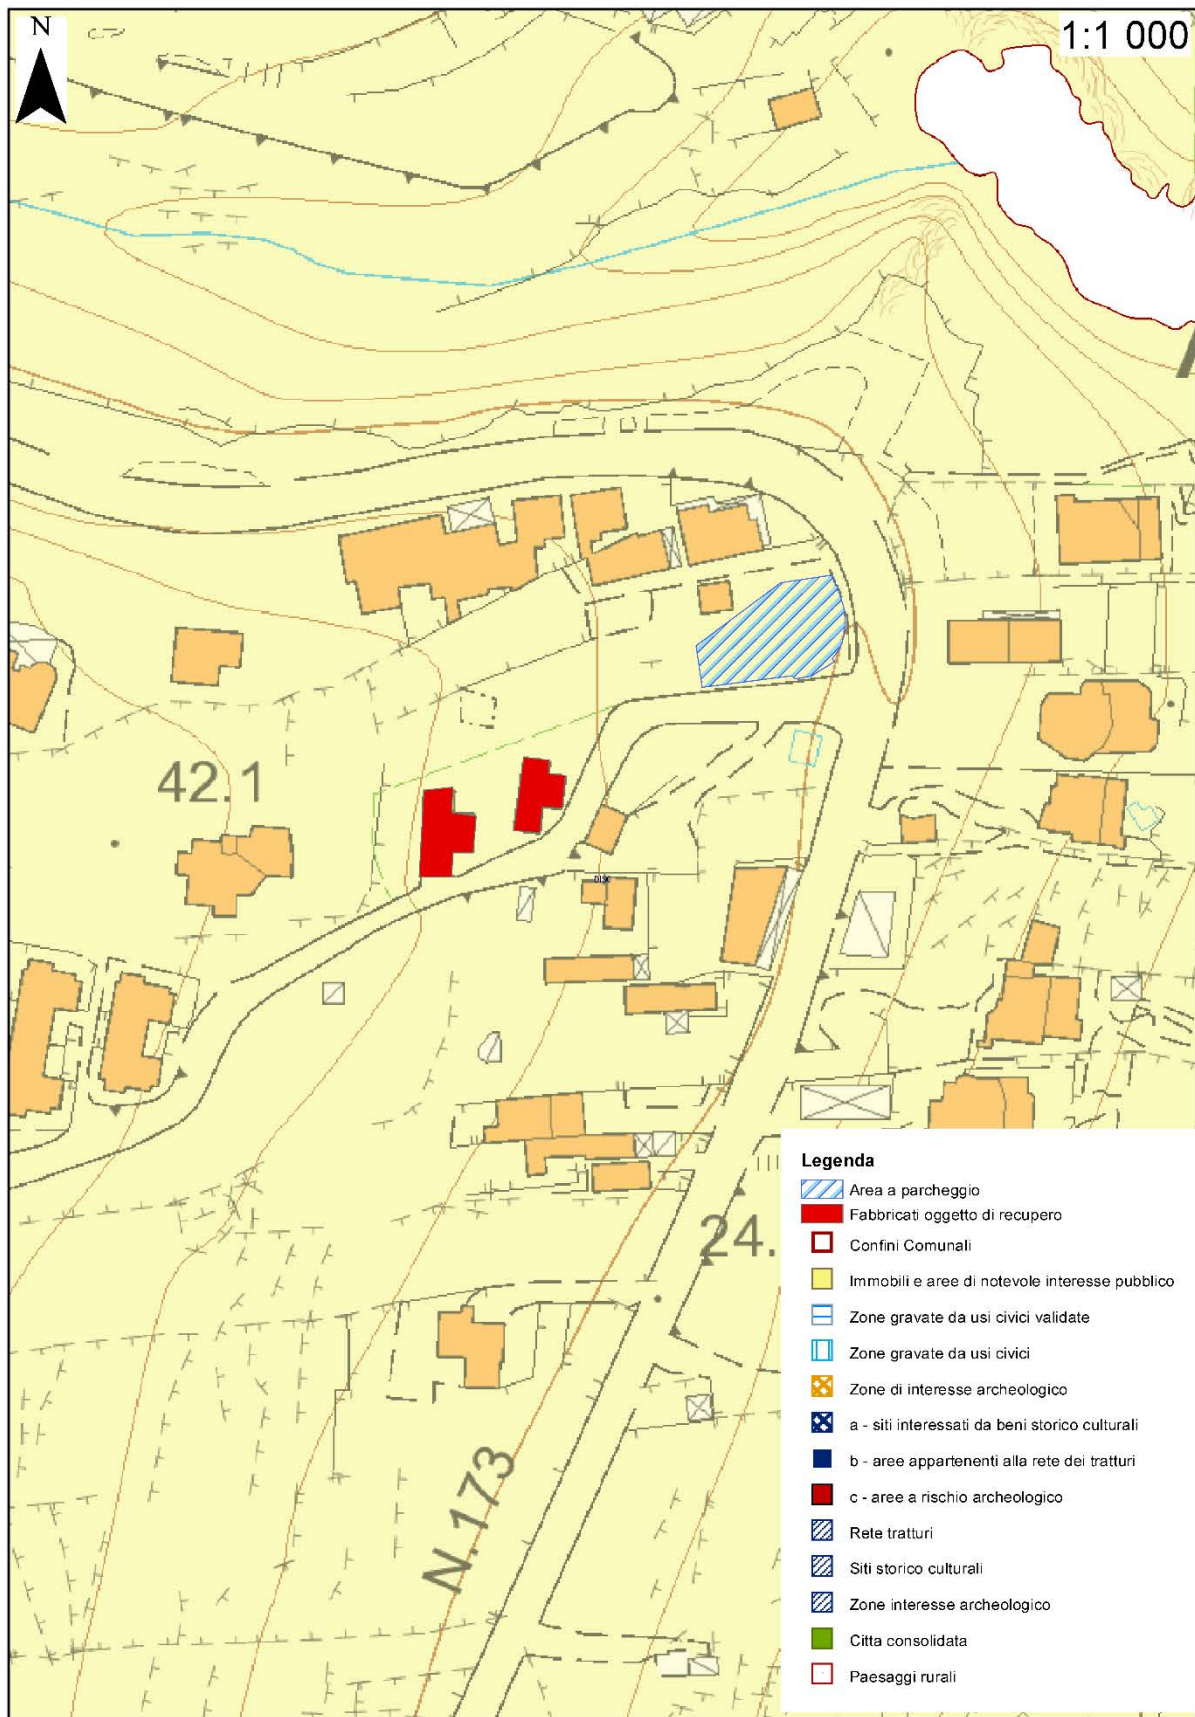 N
1:1 000
42.1
DISC
24.
N.173
Legenda
Area a parcheggio
Fabbricati oggetto di recupero
Confini Comunali
Immobili e aree di notevole interesse pubblico
Zone gravate da usi civici validate
Zone gravate da usi civici
Zone di interesse archeologico
a - siti interessati da beni storico culturali
b - aree appartenenti alla rete dei tratturi
c - aree a rischio archeologico
Rete tratturi
Siti storico culturali
Zone interesse archeologico
Citta consolidata
Paesaggi rurali